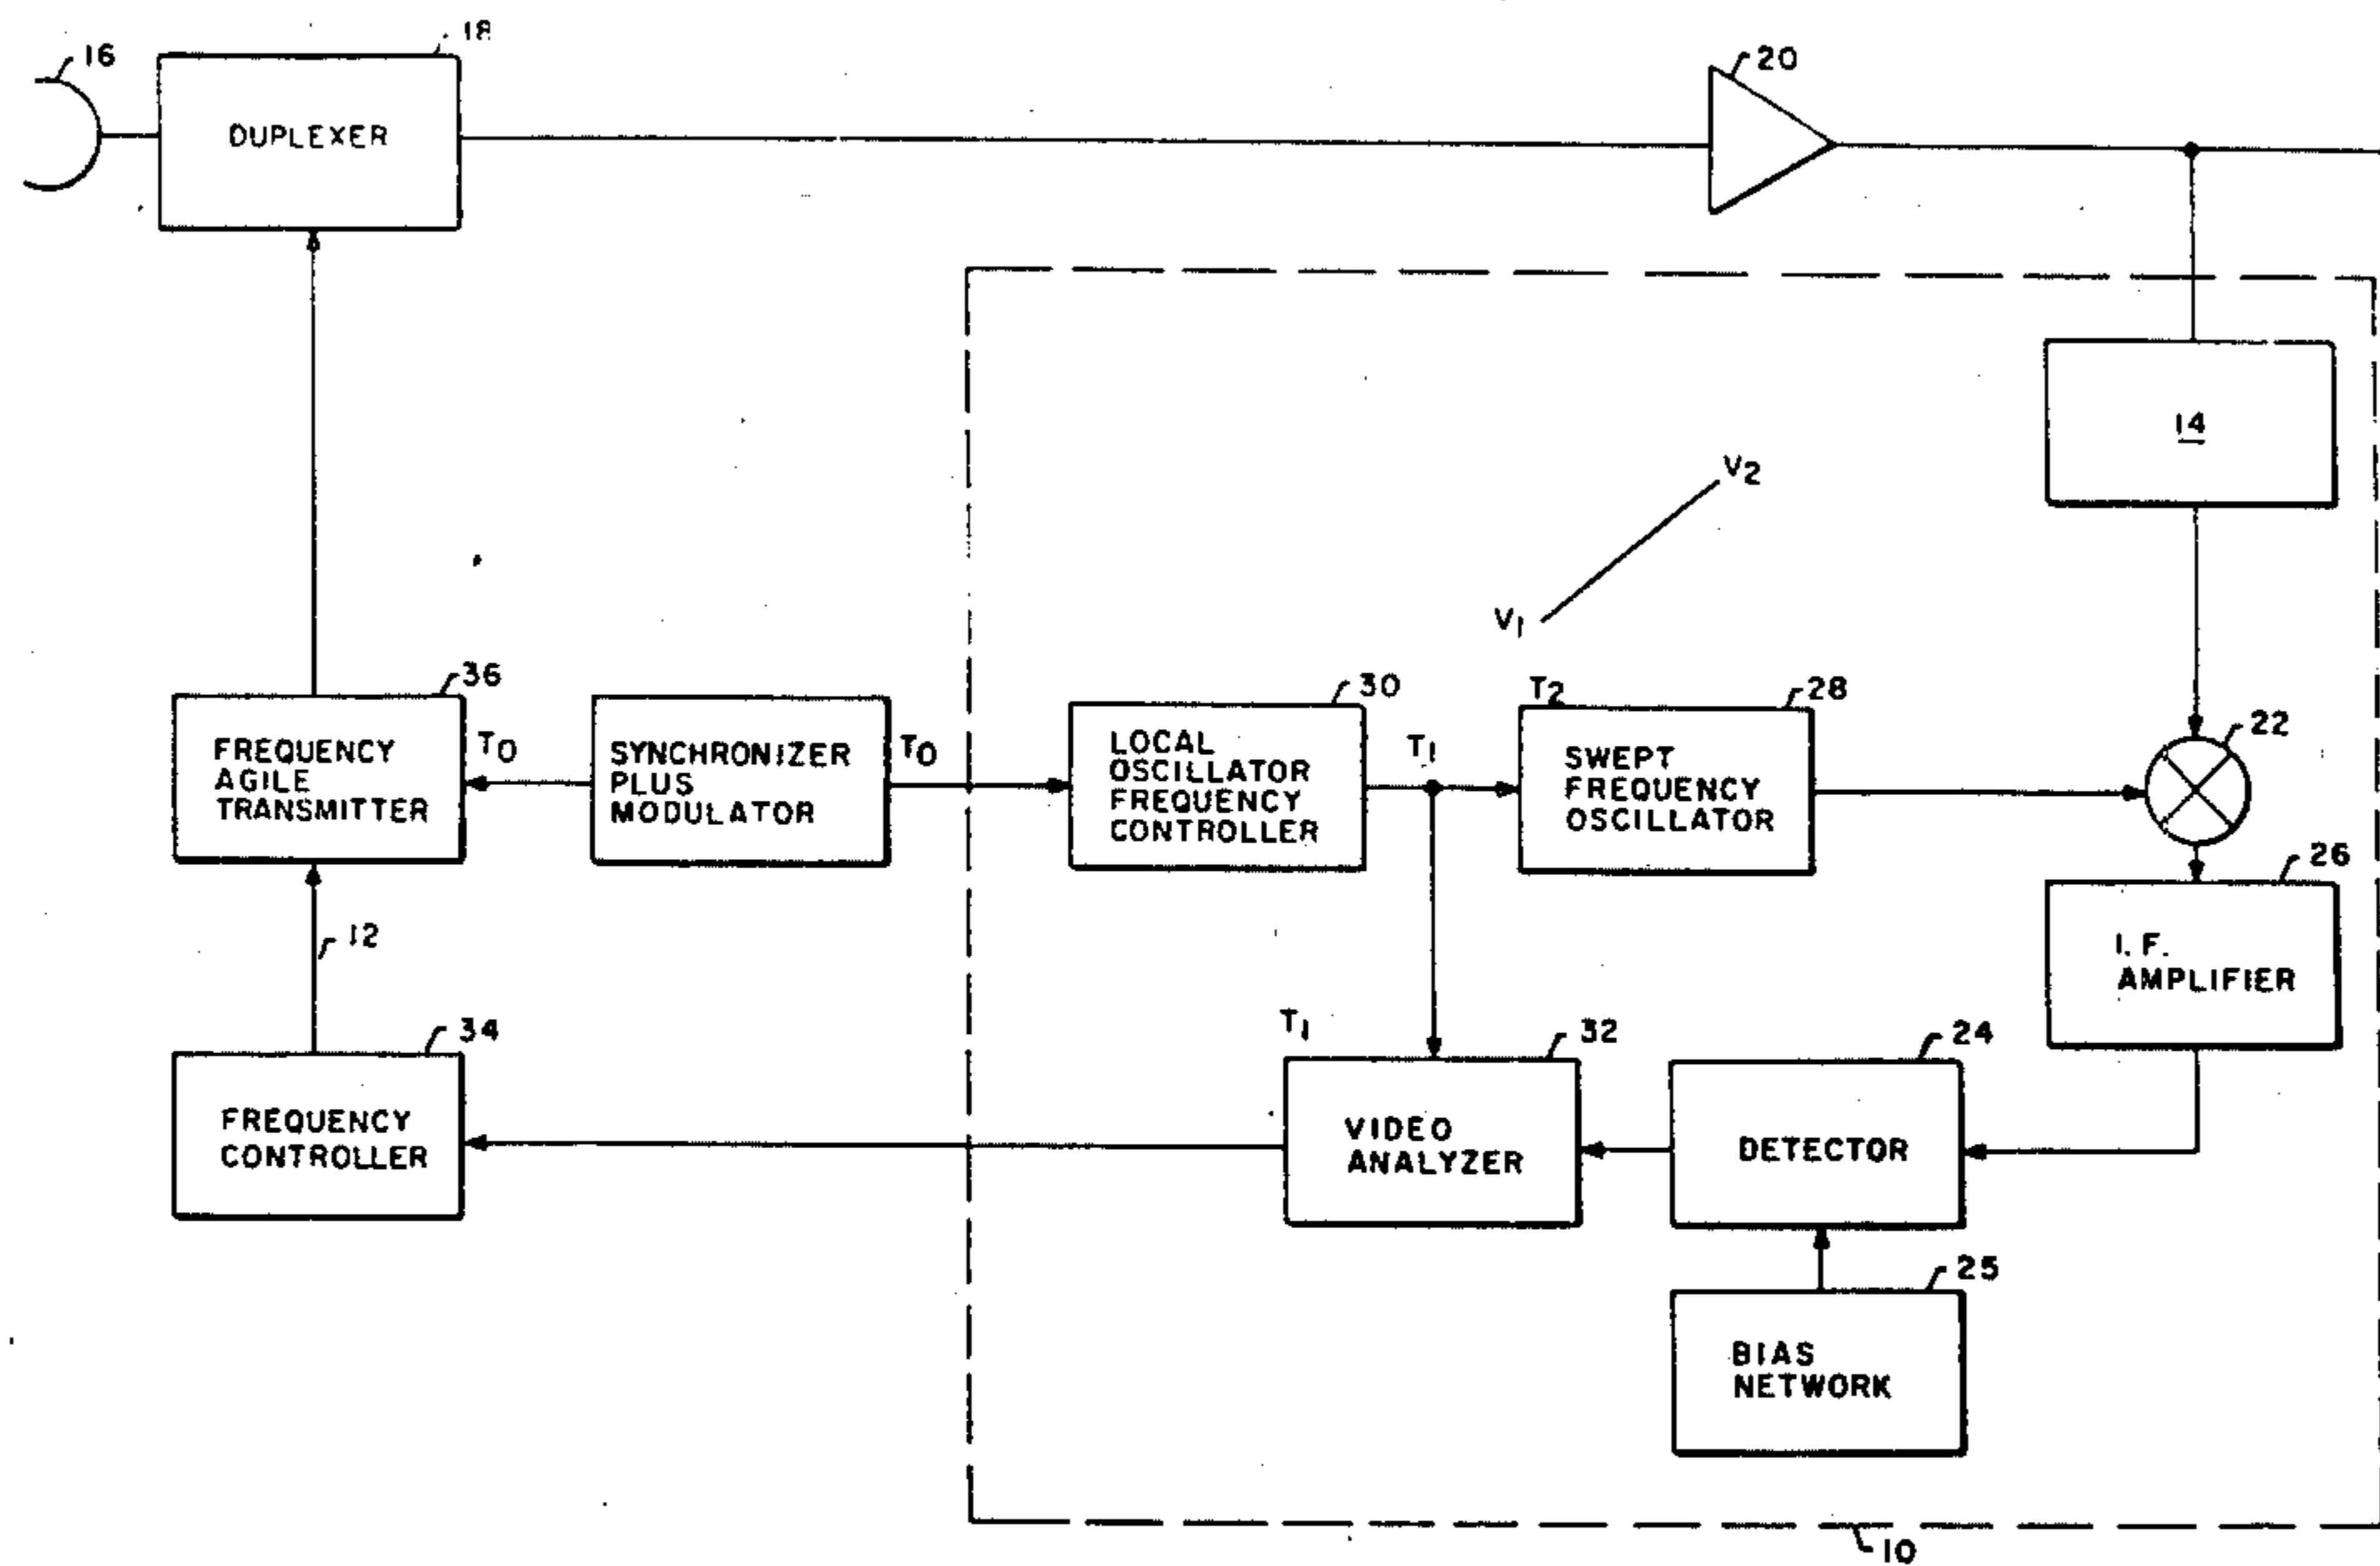 16
18
DUPLEXER
20
14
V2
V1
36
FREQUENCY
AGILE
TRANSMITTER
T0
SYNCHRONIZER
PLUS
MODULATOR
T0
30
LOCAL
OSCILLATOR
FREQUENCY
CONTROLLER
T1
T2
28
SWEPT
FREQUENCY
OSCILLATOR
22
26
I.F.
AMPLIFIER
12
34
FREQUENCY
CONTROLLER
T1
32
VIDEO
ANALYZER
24
DETECTOR
25
BIAS
NETWORK
10